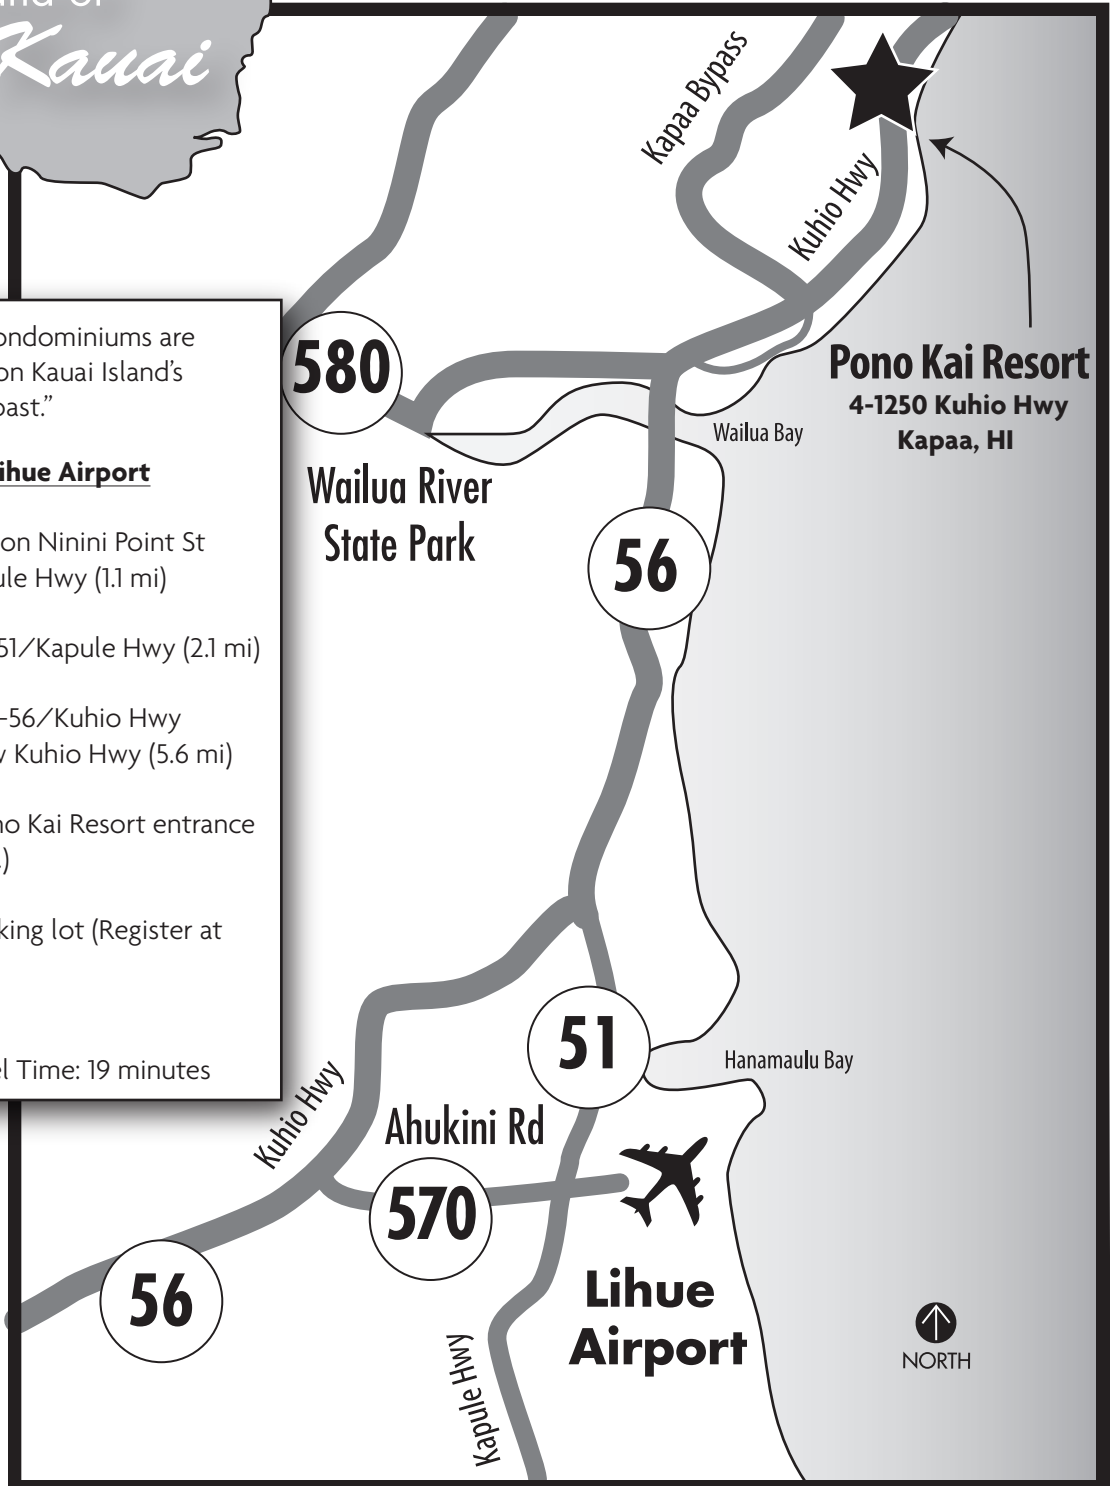 Kauai
Kapaa Bypass
Kuhio Hwy
Pono Kai Resort
4-1250 Kuhio Hwy
Kapaa, HI
580
Wailua Bay
Wailua River
State Park
56
condominiums are
on Kauai Island's
oast."
Lihue Airport
on Ninini Point St
ule Hwy (1.1 mi)
51/Kapule Hwy (2.1 mi)
-56/Kuhio Hwy
w Kuhio Hwy (5.6 mi)
no Kai Resort entrance
)
king lot (Register at
el Time: 19 minutes
51
Hanamaulu Bay
Kuhio Hwy
Ahukini Rd
570
56
Lihue
Airport
Kapule Hwy
NORTH